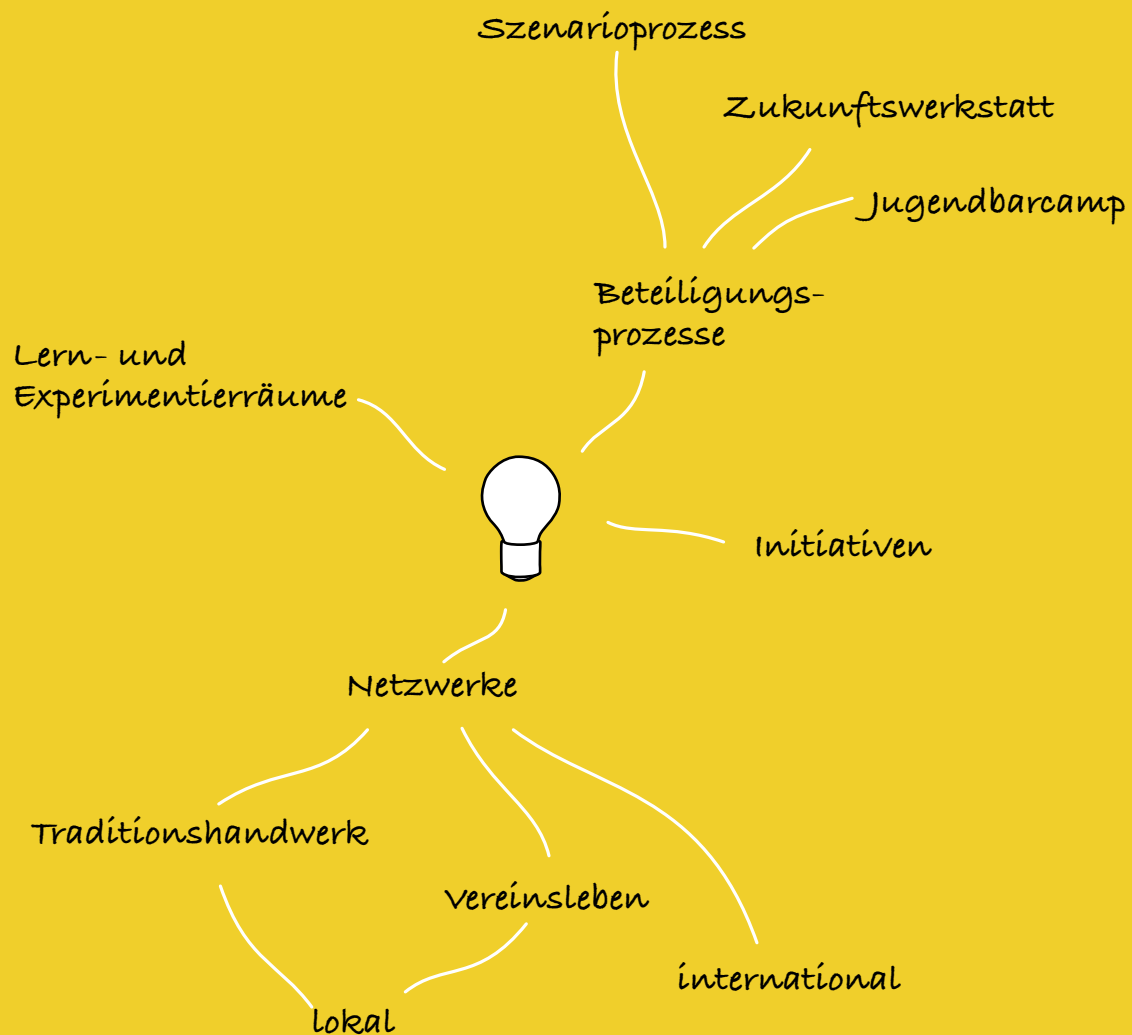 Szenarioprozess
Zukunftswerkstatt
Jugendbarcamp
Beteiligungs-
prozesse
Lern- und
Experimentierräume
Initiativen
Netzwerke
Traditionshandwerk
Vereinsleben
international
lokal